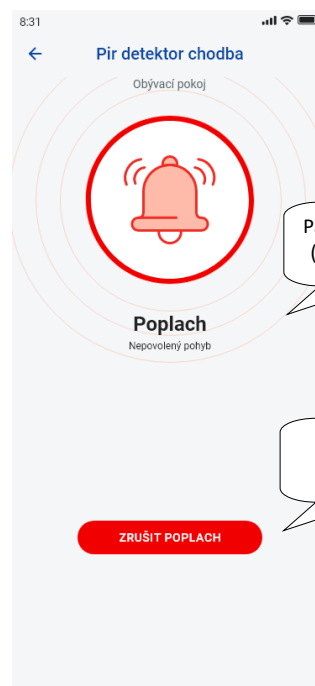 8:31
Pir detektor chodba
Obývací pokoj
Poplach
Nepovolený pohyb
ZRUŠIT POPLACH